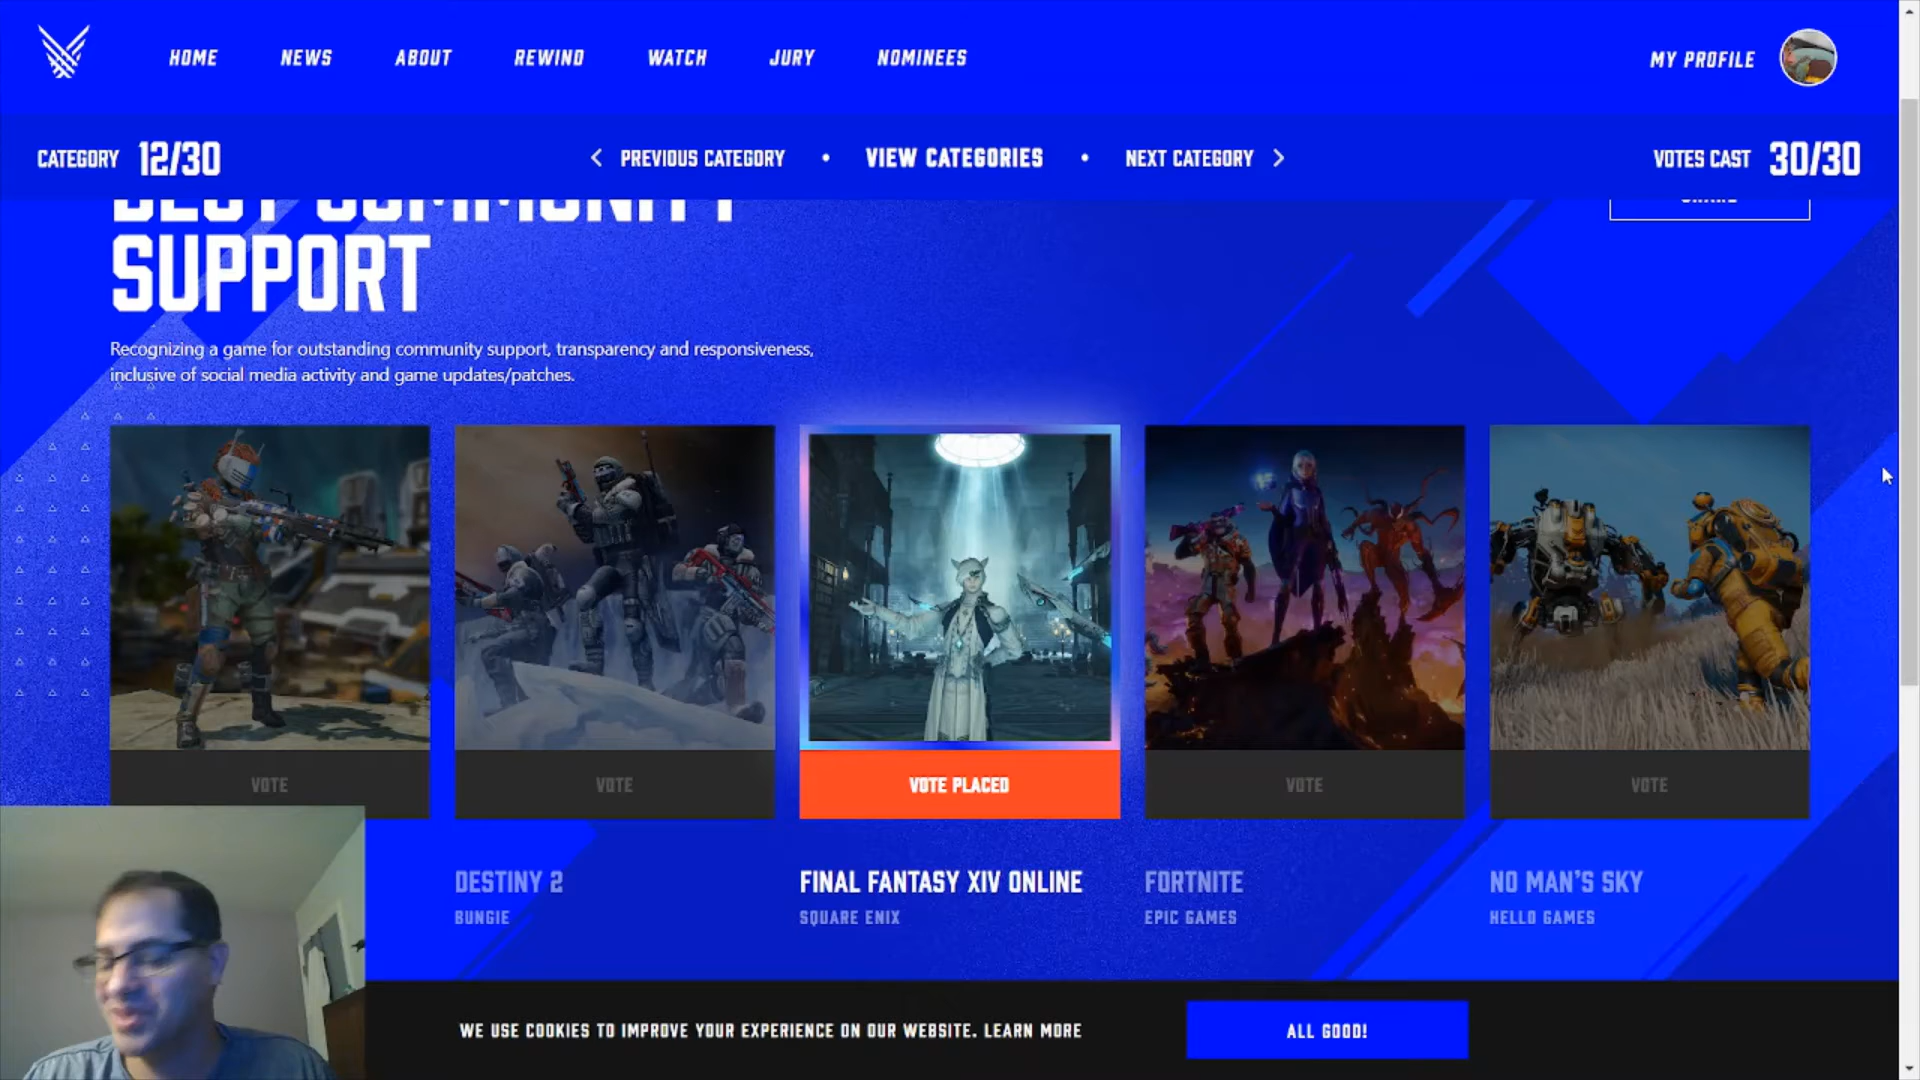 HOME NEWS ABOUT REWIND WATCH JURY NOMINEES MY PROFILE
CATEGORY 12/30 PREVIOUS CATEGORY • VIEW CATEGORIES • NEXT CATEGORY VOTES CAST 30/30
BEST COMMUNITY
SHARE
SUPPORT
Recognizing a game for outstanding community support, transparency and responsiveness,
inclusive of social media activity and game updates/patches.
VOTE VOTE VOTE PLACED VOTE VOTE
DESTINY 2 FINAL FANTASY XIV ONLINE FORTNITE NO MAN'S SKY
BUNGIE SQUARE ENIX EPIC GAMES HELLO GAMES
WE USE COOKIES TO IMPROVE YOUR EXPERIENCE ON OUR WEBSITE. LEARN MORE ALL GOOD!